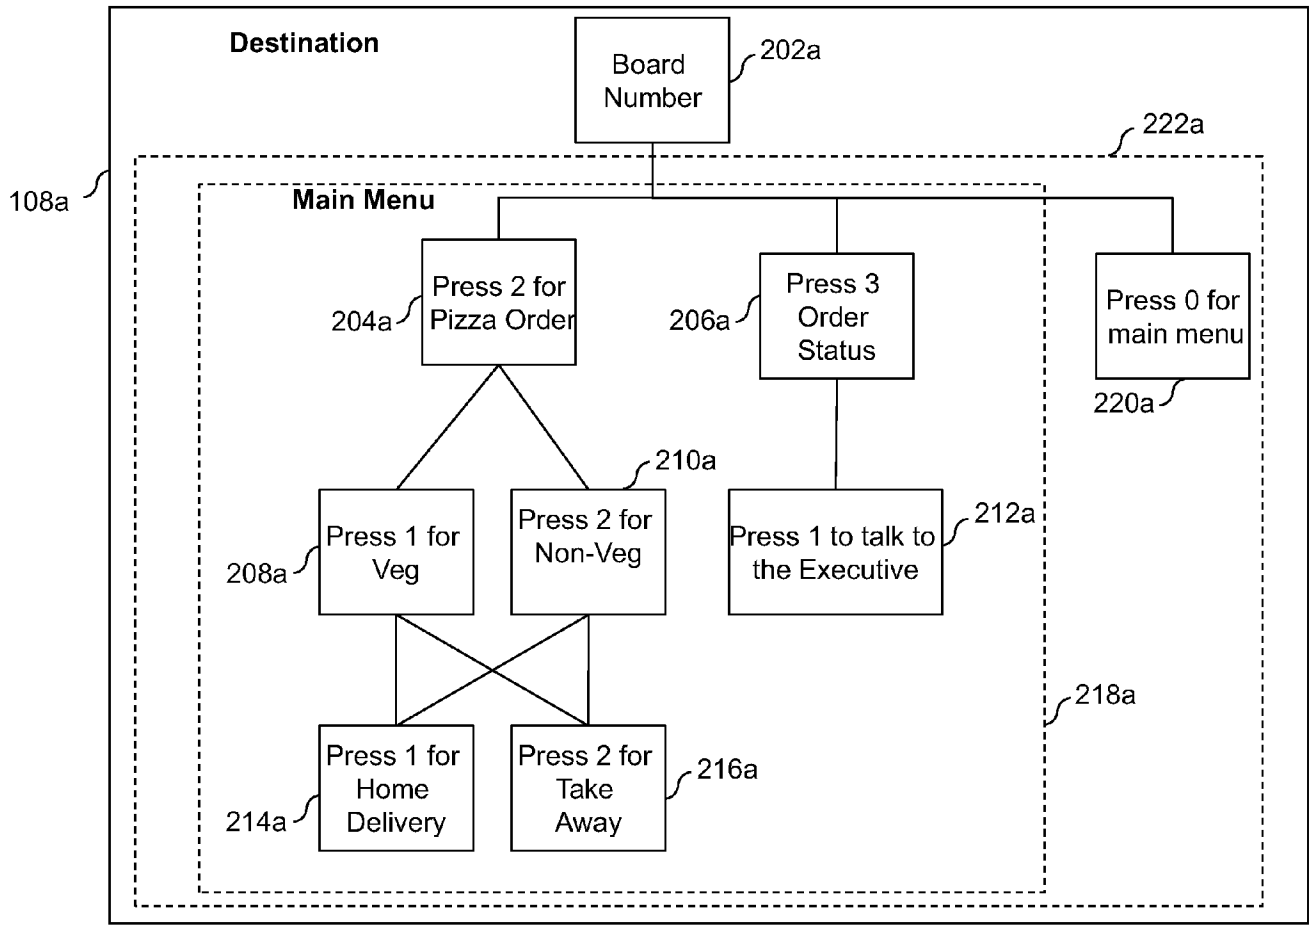 Destination
Board
Number
202a
222a
108a
Main Menu
Press 2 for
Pizza Order
204a
Press 3
Order
Status
206a
Press 0 for
main menu
220a
210a
Press 1 for
Veg
208a
Press 2 for
Non-Veg
Press 1 to talk to
the Executive
212a
218a
Press 1 for
Home
Delivery
214a
Press 2 for
Take
Away
216a